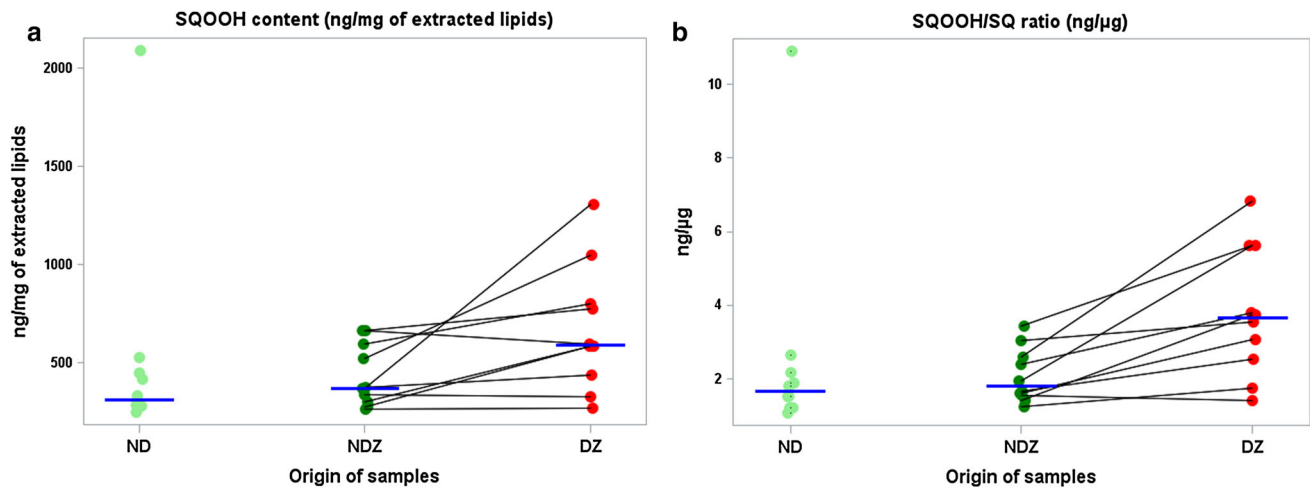 a
SQOOH content (ng/mg of extracted lipids)
2000
1500
1000
500
ng/mg of extracted lipids
ND
NDZ
DZ
Origin of samples
b
SQOOH/SQ ratio (ng/µg)
10
8
6
4
2
ng/µg
ND
NDZ
DZ
Origin of samples